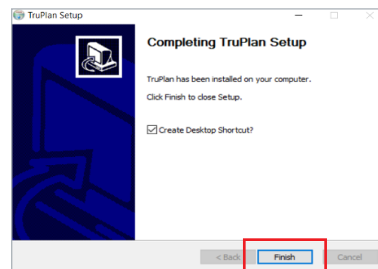 TruPlan Setup
Completing TruPlan Setup
TruPlan has been installed on your computer.
Click Finish to close Setup.
Create Desktop Shortcut?
< Back
Finish
Cancel